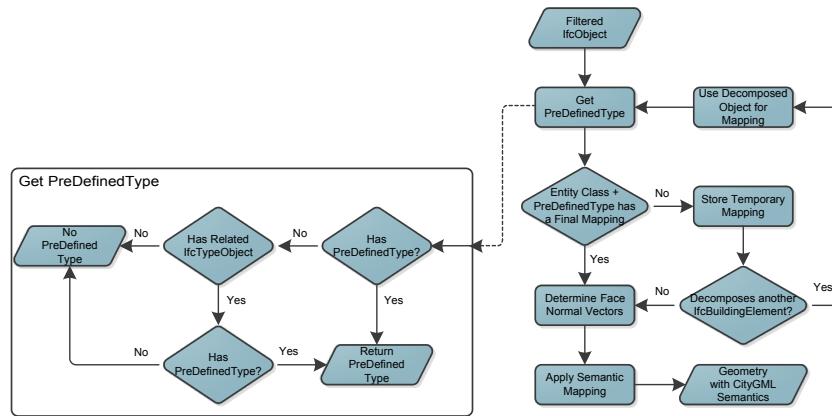 Filtered
IfcObject
Get
PreDefinedType
Use Decomposed
Object for
Mapping
Entity Class +
PreDefinedType has
a Final Mapping
No
Store Temporary
Mapping
Yes
Decomposes another
IfcBuildingElement?
No
Yes
Determine Face
Normal Vectors
Apply Semantic
Mapping
Geometry
with CityGML
Semantics
Get PreDefinedType
No
PreDefined
Type
No
Has Related
IfcTypeObject
No
Has
PreDefinedType?
Yes
Yes
No
Has
PreDefinedType?
Yes
Return
PreDefined
Type